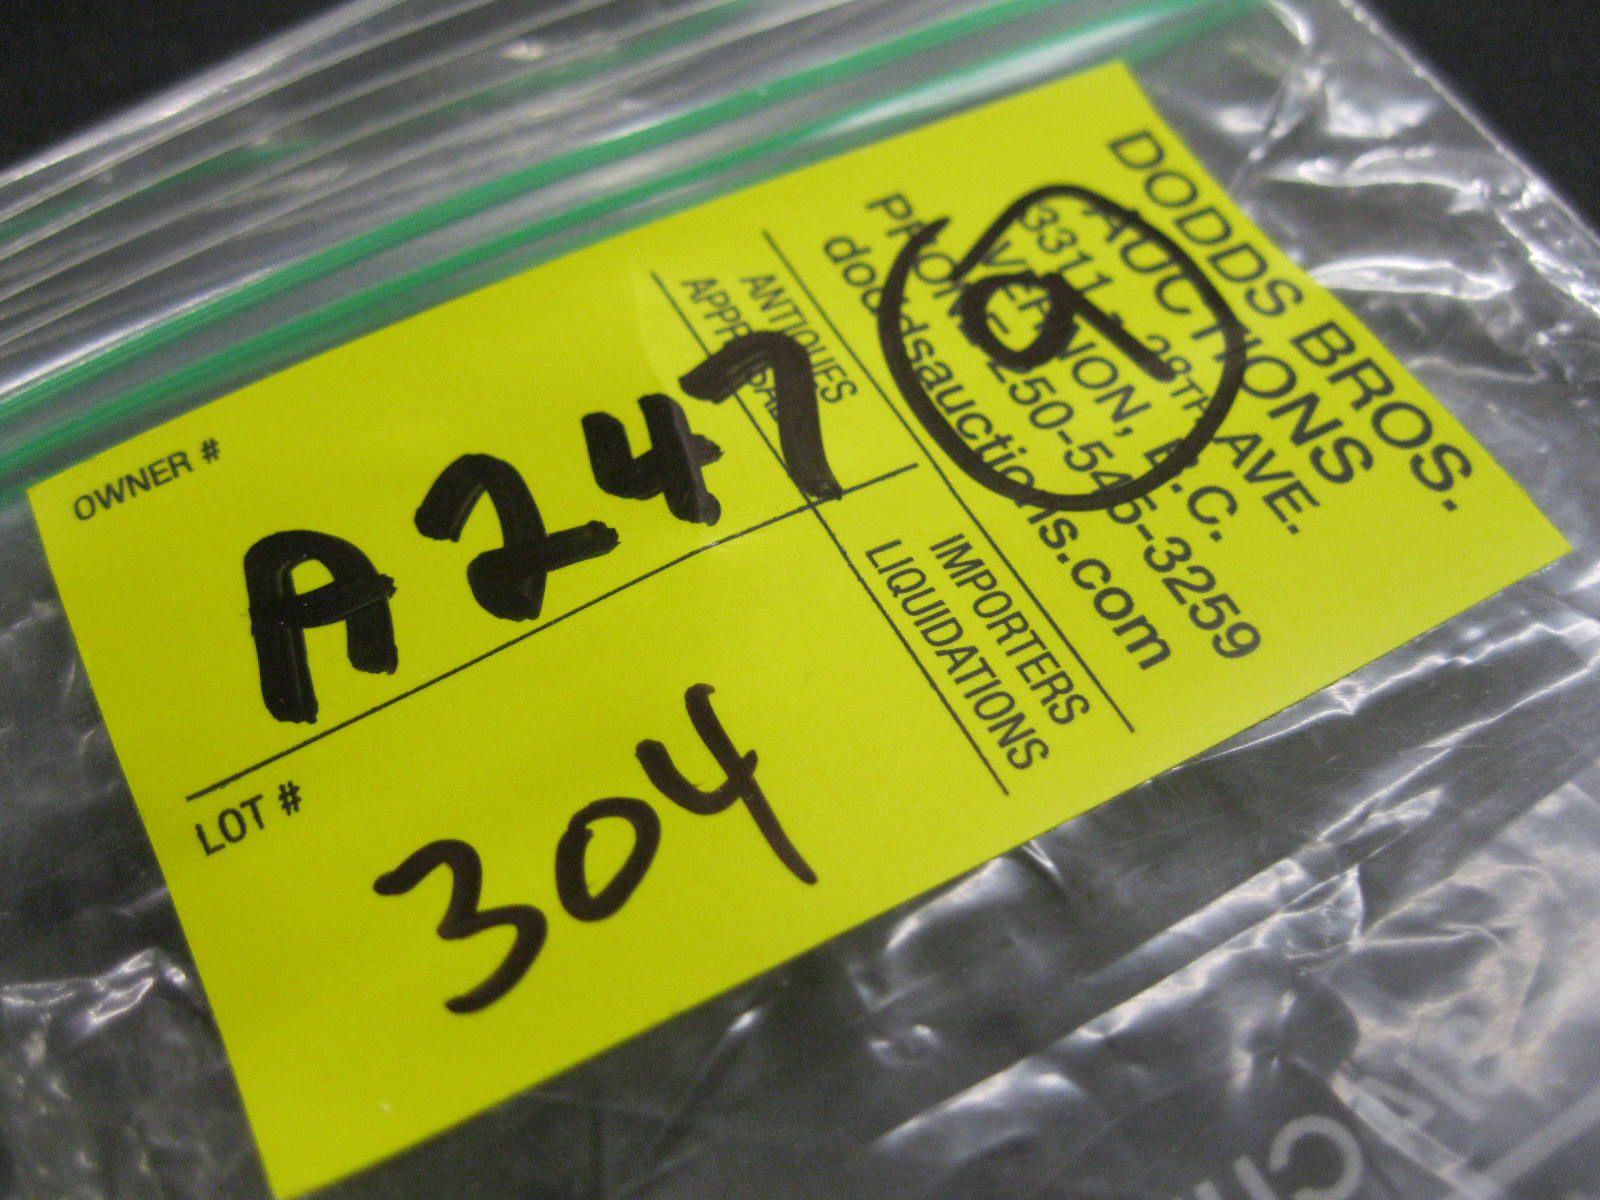 DODDS BROS.
AUCTIONS
3311 - 28TH AVE.
VERNON, B.C.
PHONE 250-545-3259
doddsauctions.com
ANTIQUES
APPRAISALS
IMPORTERS
LIQUIDATIONS
OWNER #
A247
LOT #
304